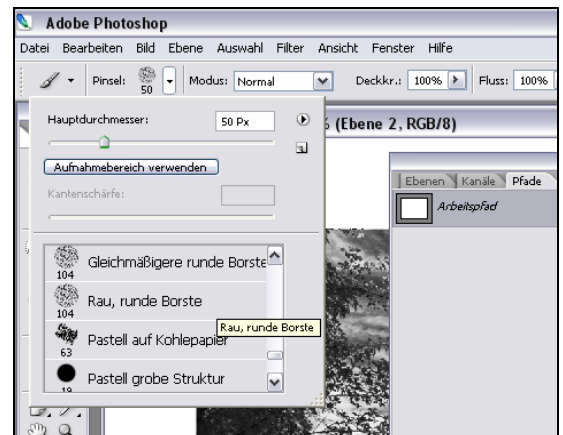 Adobe Photoshop
Datei Bearbeiten Bild Ebene Auswahl Filter Ansicht Fenster Hilfe
Pinsel: 50 Modus: Normal Deckkr.: 100% Fluss: 100%
Hauptdurchmesser: 50 Px
% (Ebene 2, RGB/8)
Aufnahmebereich verwenden
Kantenschärfe:
Ebenen Kanäle Pfade
Arbeitspfad
Gleichmäßigere runde Borste
104
Rau, runde Borste
104
Rau, runde Borste
Pastell auf Kohlepapier
63
Pastell grobe Struktur
19